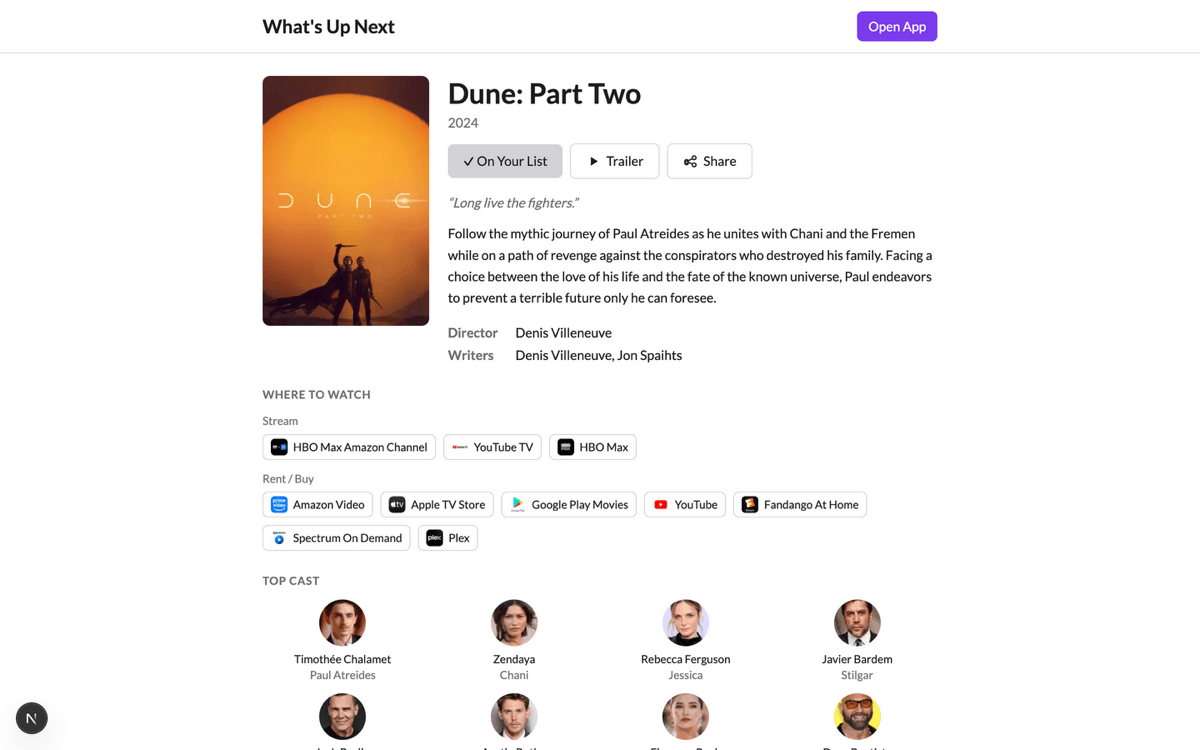 What's Up Next
Open App
Dune: Part Two
2024
✓ On Your List
Trailer
Share
“Long live the fighters.”
Follow the mythic journey of Paul Atreides as he unites with Chani and the Fremen
while on a path of revenge against the conspirators who destroyed his family. Facing a
choice between the love of his life and the fate of the known universe, Paul endeavors
to prevent a terrible future only he can foresee.
DUNE
PART TWO
Director Denis Villeneuve
Writers Denis Villeneuve, Jon Spaihts
WHERE TO WATCH
Stream
HBO Max Amazon Channel
YouTube TV
HBO Max
Rent / Buy
prime video
Amazon Video
tv
Apple TV Store
Google Play Movies
YouTube
Fandango At Home
Spectrum On Demand
plex
Plex
TOP CAST
Timothée Chalamet
Paul Atreides
Zendaya
Chani
Rebecca Ferguson
Jessica
Javier Bardem
Stilgar
N